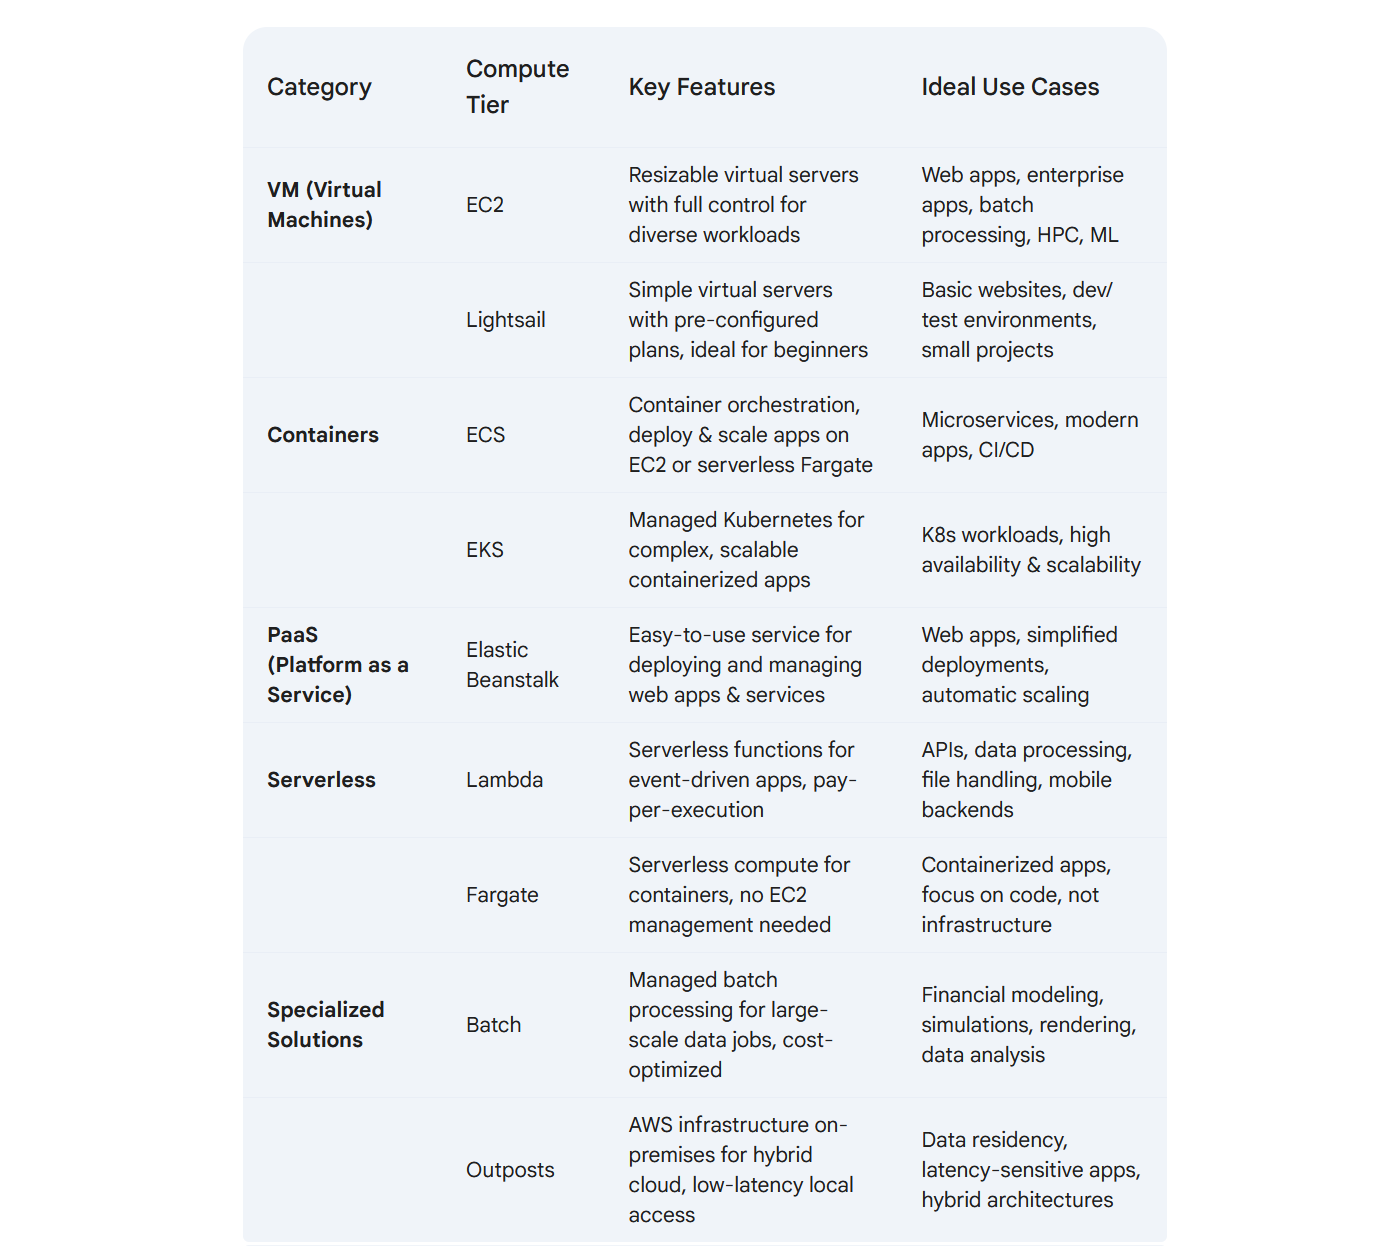 Category
Compute
Tier
Key Features
Ideal Use Cases
VM (Virtual
Machines)
EC2
Resizable virtual servers
with full control for
diverse workloads
Web apps, enterprise
apps, batch
processing, HPC, ML
Lightsail
Simple virtual servers
with pre-configured
plans, ideal for beginners
Basic websites, dev/
test environments,
small projects
Containers
ECS
Container orchestration,
deploy & scale apps on
EC2 or serverless Fargate
Microservices, modern
apps, CI/CD
EKS
Managed Kubernetes for
complex, scalable
containerized apps
K8s workloads, high
availability & scalability
PaaS
(Platform as a
Service)
Elastic
Beanstalk
Easy-to-use service for
deploying and managing
web apps & services
Web apps, simplified
deployments,
automatic scaling
Serverless
Lambda
Serverless functions for
event-driven apps, pay-
per-execution
APIs, data processing,
file handling, mobile
backends
Fargate
Serverless compute for
containers, no EC2
management needed
Containerized apps,
focus on code, not
infrastructure
Specialized
Solutions
Batch
Managed batch
processing for large-
scale data jobs, cost-
optimized
Financial modeling,
simulations, rendering,
data analysis
Outposts
AWS infrastructure on-
premises for hybrid
cloud, low-latency local
access
Data residency,
latency-sensitive apps,
hybrid architectures